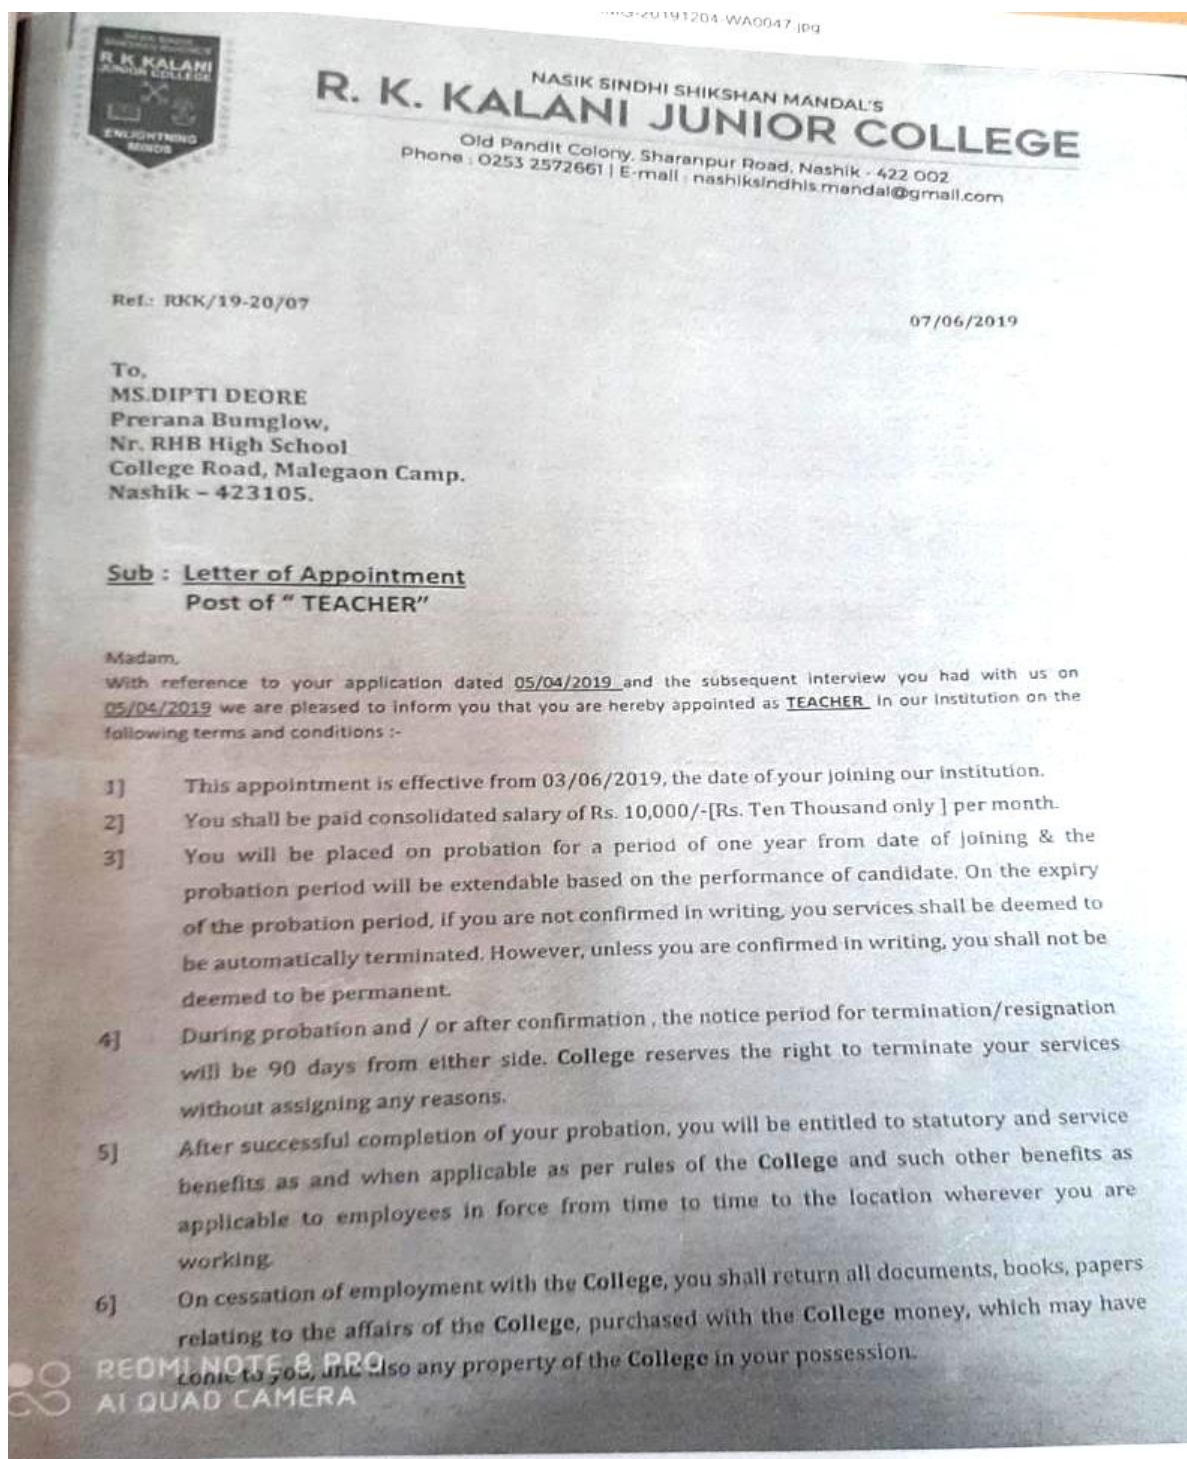 IMG-20191204-WA0047.jpg
R K KALANI
JUNIOR COLLEGE
ENLIGHTNING
MINDS
NASIK SINDHI SHIKSHAN MANDAL'S
R. K. KALANI JUNIOR COLLEGE
Old Pandit Colony, Sharanpur Road, Nashik - 422 002
Phone : 0253 2572661 | E-mail : nashiksindhis.mandal@gmail.com
Ref.: RKK/19-20/07
07/06/2019
To,
MS.DIPTI DEORE
Prerana Bumglow,
Nr. RHB High School
College Road, Malegaon Camp.
Nashik – 423105.
Sub : Letter of Appointment
Post of “ TEACHER”
Madam,
With reference to your application dated 05/04/2019 and the subsequent interview you had with us on
05/04/2019 we are pleased to inform you that you are hereby appointed as TEACHER in our Institution on the
following terms and conditions :-
1] This appointment is effective from 03/06/2019, the date of your joining our institution.
2] You shall be paid consolidated salary of Rs. 10,000/-[Rs. Ten Thousand only ] per month.
3] You will be placed on probation for a period of one year from date of joining & the
probation period will be extendable based on the performance of candidate. On the expiry
of the probation period, if you are not confirmed in writing, you services shall be deemed to
be automatically terminated. However, unless you are confirmed in writing, you shall not be
deemed to be permanent.
4] During probation and / or after confirmation , the notice period for termination/resignation
will be 90 days from either side. College reserves the right to terminate your services
without assigning any reasons.
5] After successful completion of your probation, you will be entitled to statutory and service
benefits as and when applicable as per rules of the College and such other benefits as
applicable to employees in force from time to time to the location wherever you are
working.
6] On cessation of employment with the College, you shall return all documents, books, papers
relating to the affairs of the College, purchased with the College money, which may have
come to you, and also any property of the College in your possession.
REDMI NOTE 8 PRO
AI QUAD CAMERA